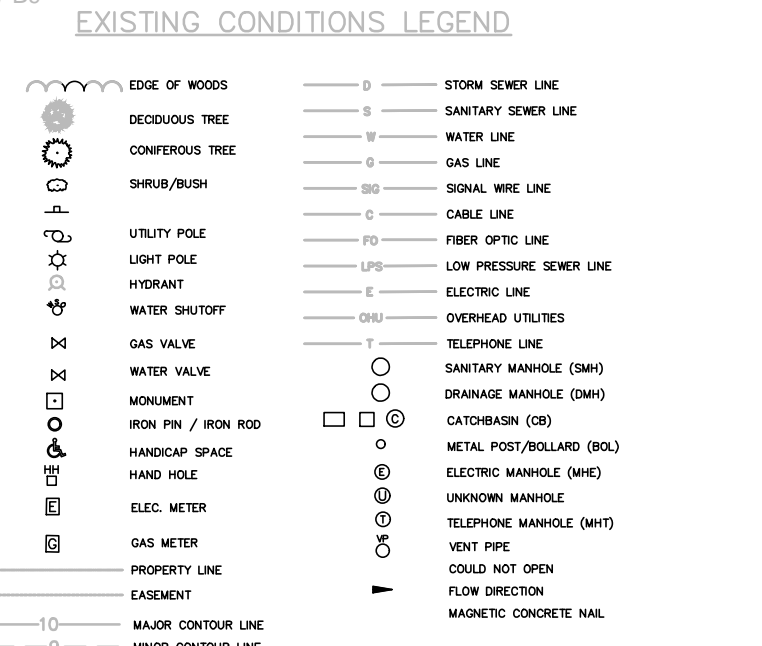 EXISTING CONDITIONS LEGEND
EDGE OF WOODS
DECIDUOUS TREE
CONIFEROUS TREE
SHRUB/BUSH
UTILITY POLE
LIGHT POLE
HYDRANT
WATER SHUTOFF
GAS VALVE
WATER VALVE
MONUMENT
IRON PIN / IRON ROD
HANDICAP SPACE
HH HAND HOLE
E ELEC. METER
G GAS METER
PROPERTY LINE
EASEMENT
10 MAJOR CONTOUR LINE
MINOR CONTOUR LINE
D STORM SEWER LINE
S SANITARY SEWER LINE
W WATER LINE
G GAS LINE
SIG SIGNAL WIRE LINE
C CABLE LINE
FO FIBER OPTIC LINE
LPS LOW PRESSURE SEWER LINE
E ELECTRIC LINE
OHU OVERHEAD UTILITIES
T TELEPHONE LINE
SANITARY MANHOLE (SMH)
DRAINAGE MANHOLE (DMH)
C CATCHBASIN (CB)
METAL POST/BOLLARD (BOL)
E ELECTRIC MANHOLE (MHE)
U UNKNOWN MANHOLE
T TELEPHONE MANHOLE (MHT)
VP VENT PIPE
COULD NOT OPEN
FLOW DIRECTION
MAGNETIC CONCRETE NAIL